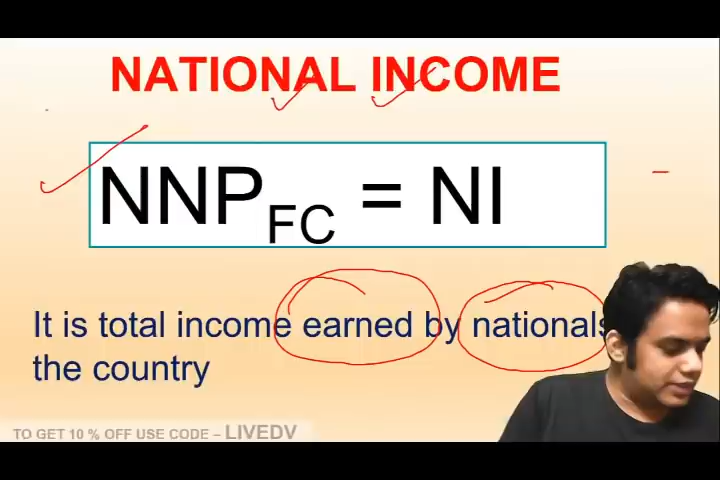 NATIONAL INCOME
NNP_FC = NI
It is total income earned by nationals
the country
TO GET 10 % OFF USE CODE – LIVEDV